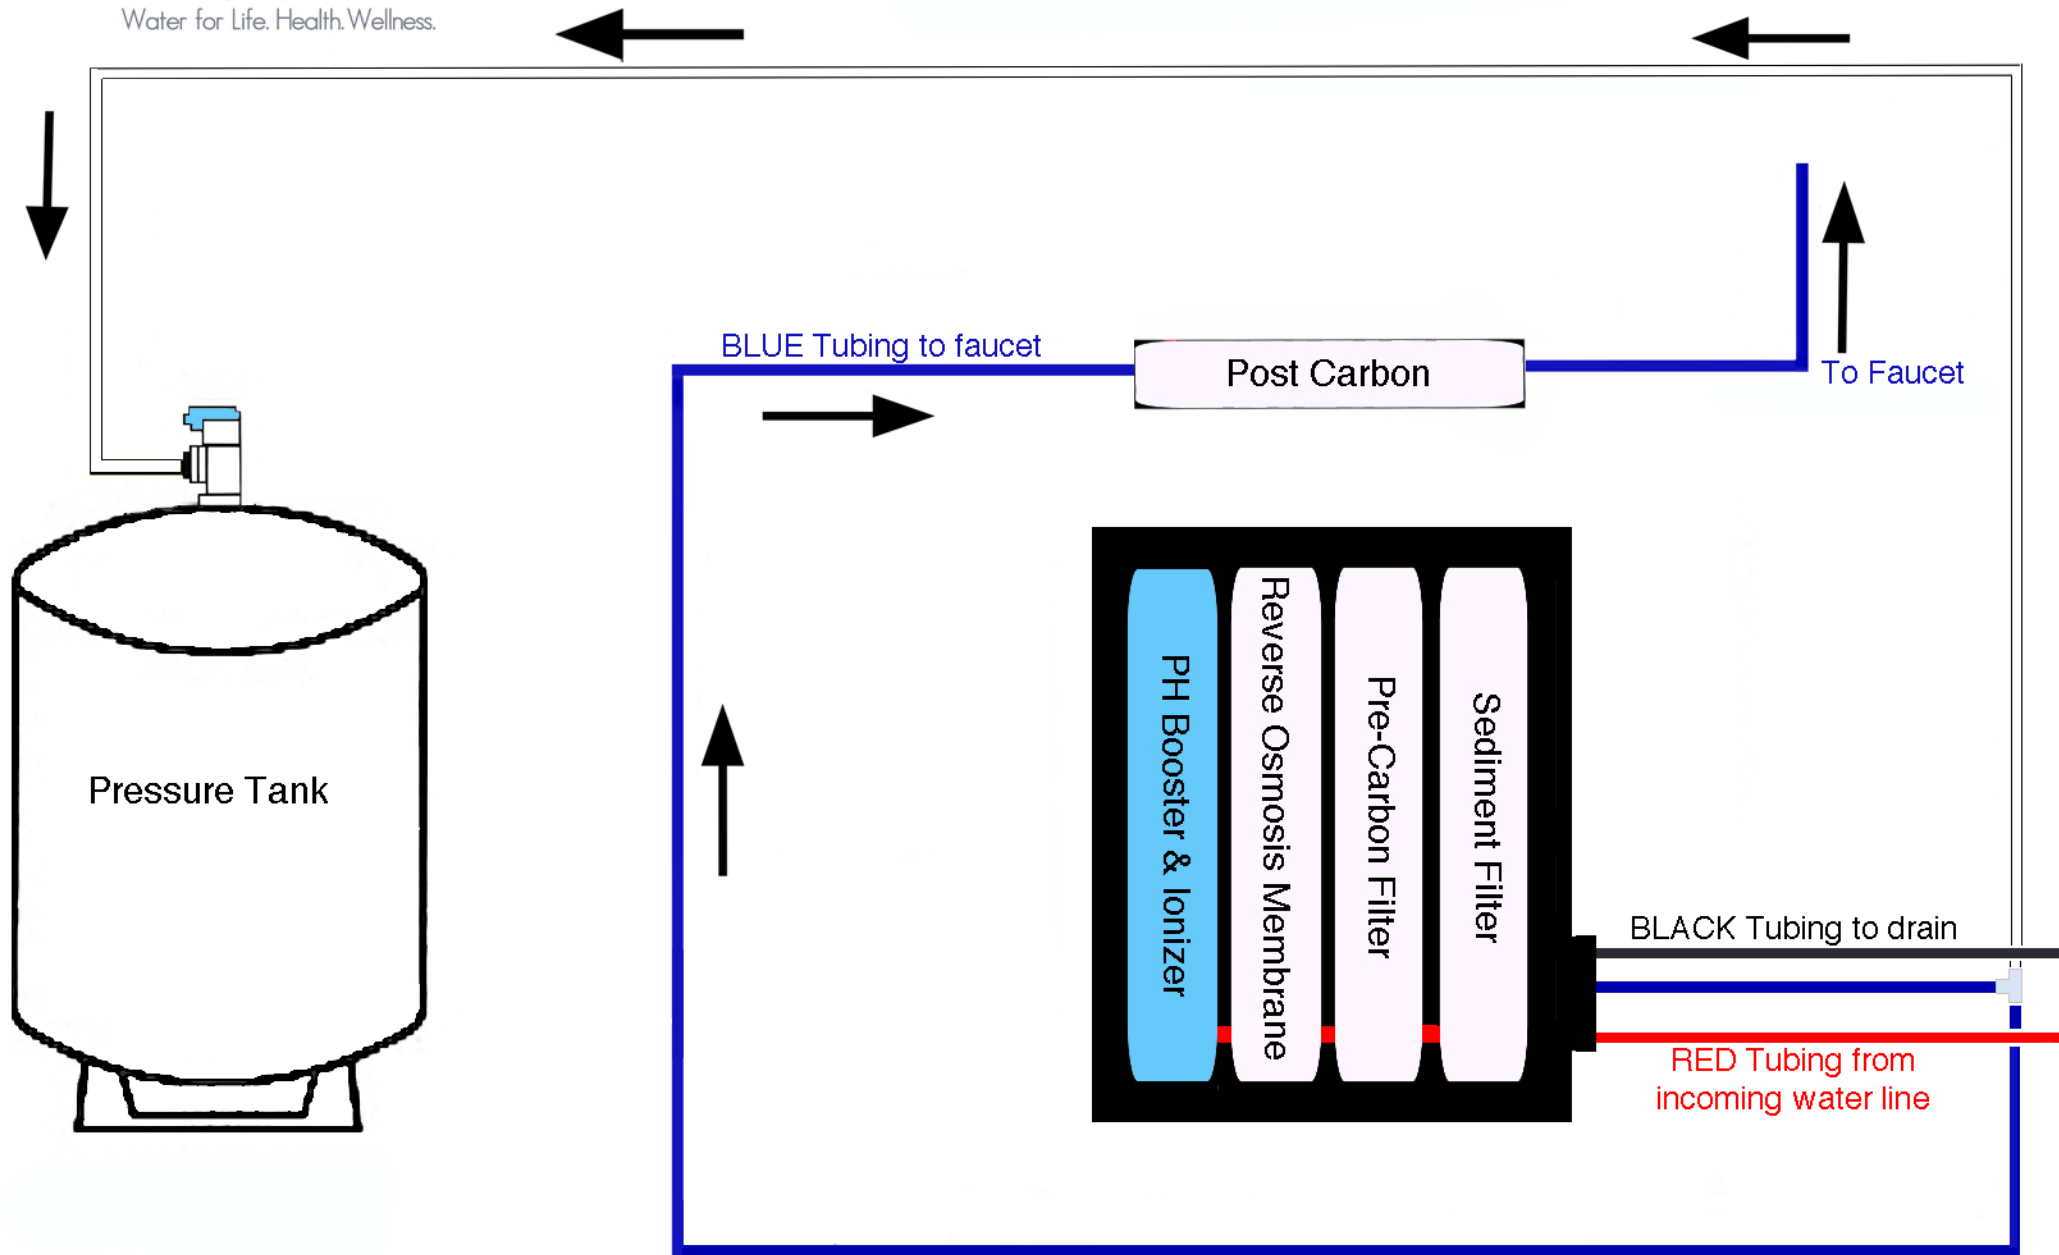 Water for Life. Health. Wellness.
BLUE Tubing to faucet
Post Carbon
To Faucet
Pressure Tank
PH Booster & Ionizer
Reverse Osmosis Membrane
Pre-Carbon Filter
Sediment Filter
BLACK Tubing to drain
RED Tubing from
incoming water line